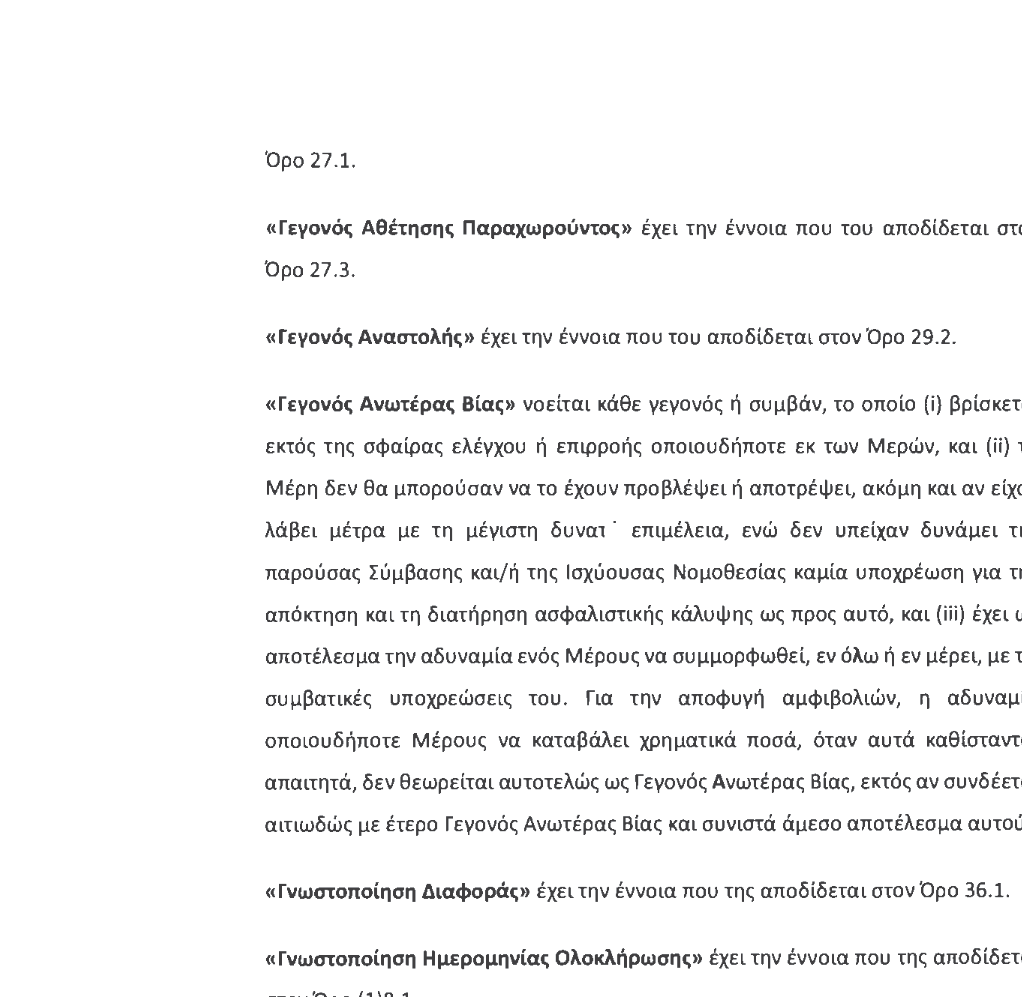 Όρο 27.1.
«Γεγονός Αθέτησης Παραχωρούντος» έχει την έννοια που του αποδίδεται
Όρο 27.3.
«Γεγονός Αναστολής» έχει την έννοια που του αποδίδεται στον Όρο 29.2.
«Γεγονός Ανωτέρας Βίας» νοείται κάθε γεγονός ή συμβάν, το οποίο (i)
εκτός της σφαίρας ελέγχου ή επιρροής οποιουδήποτε εκ των Μερών, και (ii)
Μέρη δεν θα μπορούσαν να το έχουν προβλέψει ή αποτρέψει, ακόμη και αν
λάβει μέτρα με τη μέγιστη επιμέλεια, ενώ δεν υπείχαν δυνάμει
παρούσας Σύμβασης και/ή της Ισχύουσας Νομοθεσίας καμία υποχρέωση για
απόκτηση και τη διατήρηση ασφαλιστικής κάλυψης ως προς αυτό, και (iii) έχει
αποτέλεσμα την αδυναμία ενός Μέρους να συμμορφωθεί, εν όλω ή εν μέρει, με
συμβατικές υποχρεώσεις του. Για την αποφυγή αμφιβολιών, η
οποιουδήποτε Μέρους να καταβάλει χρηματικά ποσά, όταν αυτά
απαιτητά, δεν θεωρείται αυτοτελώς ως Γεγονός Ανωτέρας Βίας, εκτός αν
αιτιωδώς με έτερο Γεγονός Ανωτέρας Βίας και συνιστά άμεσο αποτέλεσμα αυτού
«Γνωστοποίηση Διαφοράς» έχει την έννοια που της αποδίδεται στον Όρο 36.1.
«Γνωστοποίηση Ημερομηνίας Ολοκλήρωσης» έχει την έννοια που της